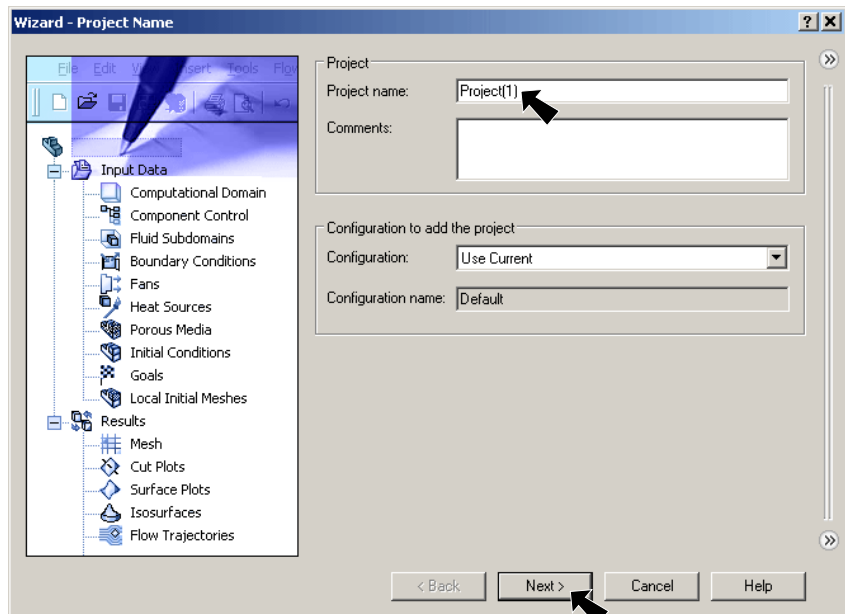 Wizard - Project Name
File Edit Tools
Input Data
Computational Domain
Component Control
Fluid Subdomains
Boundary Conditions
Fans
Heat Sources
Porous Media
Initial Conditions
Goals
Local Initial Meshes
Results
Mesh
Cut Plots
Surface Plots
Isosurfaces
Flow Trajectories
Project
Project name: Project(1)
Comments:
Configuration to add the project
Configuration: Use Current
Configuration name: Default
< Back Next > Cancel Help